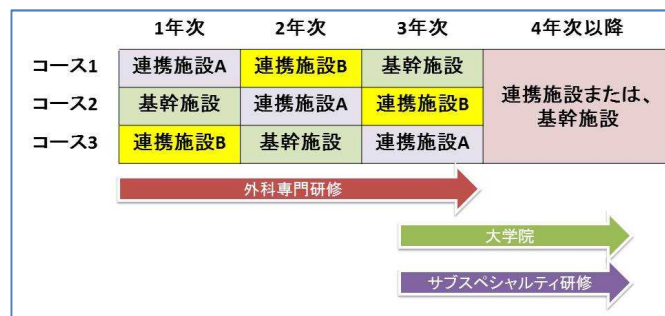 1年次 2年次 3年次 4年次以降
コース1 連携施設A 連携施設B 基幹施設
コース2 基幹施設 連携施設A 連携施設B
コース3 連携施設B 基幹施設 連携施設A
連携施設または、
基幹施設
外科専門研修
大学院
サブスペシャルティ研修